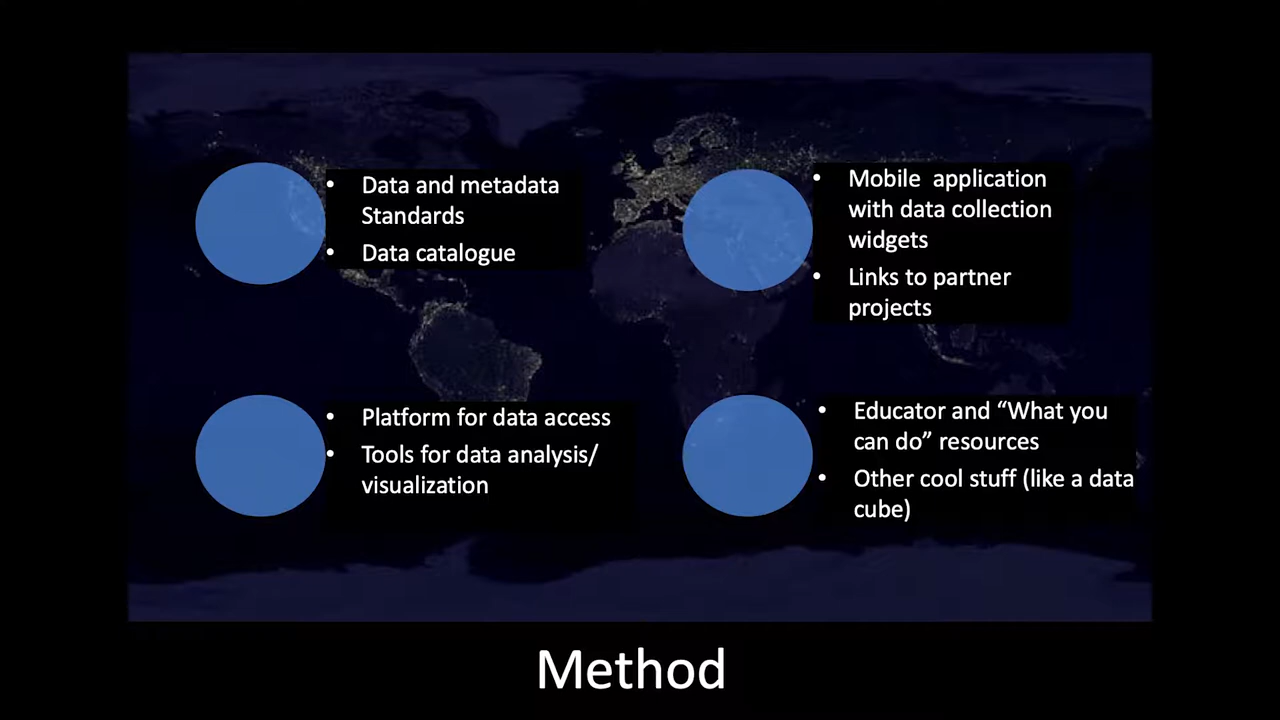 • Data and metadata
Standards
• Data catalogue
• Mobile application
with data collection
widgets
• Links to partner
projects
• Platform for data access
• Tools for data analysis/
visualization
• Educator and “What you
can do” resources
• Other cool stuff (like a data
cube)
Method